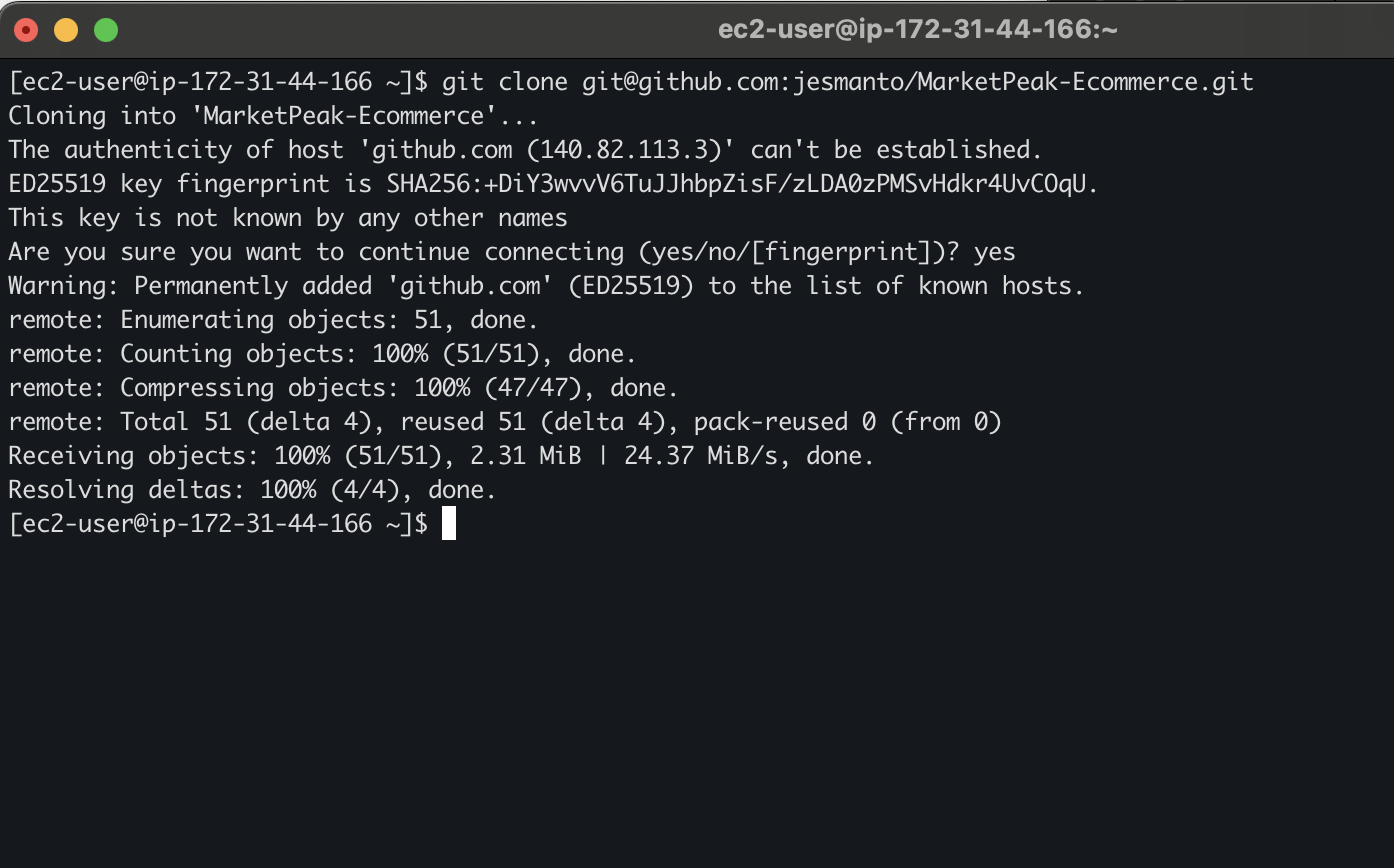 ec2-user@ip-172-31-44-166:~
[ec2-user@ip-172-31-44-166 ~]$ git clone git@github.com:jesmanto/MarketPeak-Ecommerce.git
Cloning into 'MarketPeak-Ecommerce'...
The authenticity of host 'github.com (140.82.113.3)' can't be established.
ED25519 key fingerprint is SHA256:+DiY3wvvV6TuJJhbpZisF/zLDA0zPMSvHdkr4UvCOqU.
This key is not known by any other names
Are you sure you want to continue connecting (yes/no/[fingerprint])? yes
Warning: Permanently added 'github.com' (ED25519) to the list of known hosts.
remote: Enumerating objects: 51, done.
remote: Counting objects: 100% (51/51), done.
remote: Compressing objects: 100% (47/47), done.
remote: Total 51 (delta 4), reused 51 (delta 4), pack-reused 0 (from 0)
Receiving objects: 100% (51/51), 2.31 MiB | 24.37 MiB/s, done.
Resolving deltas: 100% (4/4), done.
[ec2-user@ip-172-31-44-166 ~]$